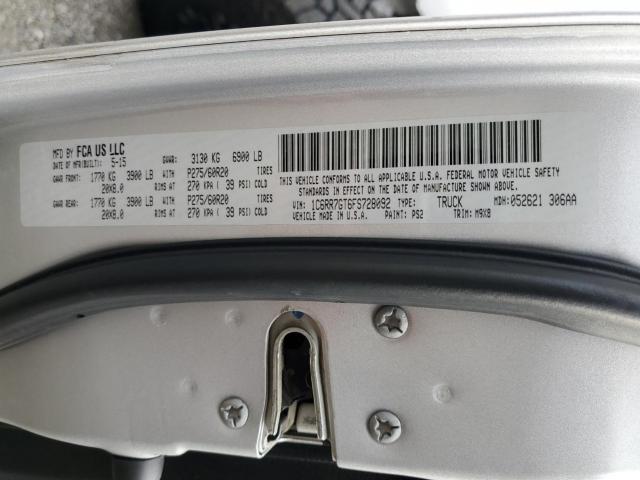 MFD BY FCA US LLC
DATE OF MFR(BUILT): 5-15 GVWR: 3130 KG 6900 LB
GAWR FRONT: 1770 KG 3900 LB WITH P275/60R20 TIRES
20X8.0 RIMS AT 270 KPA ( 39 PSI) COLD
GAWR REAR: 1770 KG 3900 LB WITH P275/60R20 TIRES
20X8.0 RIMS AT 270 KPA ( 39 PSI) COLD
THIS VEHICLE CONFORMS TO ALL APPLICABLE U.S.A. FEDERAL MOTOR VEHICLE SAFETY
STANDARDS IN EFFECT ON THE DATE OF MANUFACTURE SHOWN ABOVE.
VIN: 1C6RR7GT6FS728092 TYPE: TRUCK MDH: 052621 306AA
MADE IN U.S.A. PAINT: PS2 TRIM: M9X8